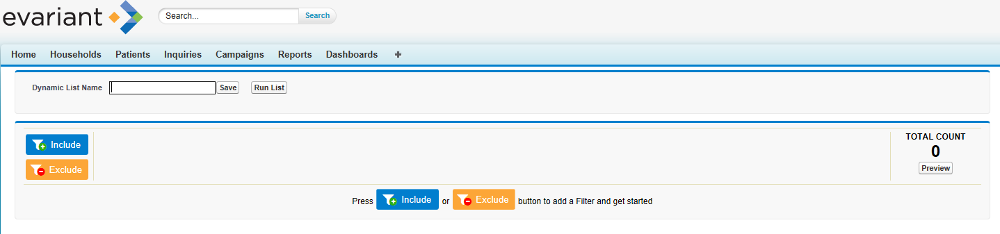 evariant
Search... Search
Home Households Patients Inquiries Campaigns Reports Dashboards +
Dynamic List Name Save Run List
Include
Exclude
TOTAL COUNT
0
Preview
Press Include or Exclude button to add a Filter and get started